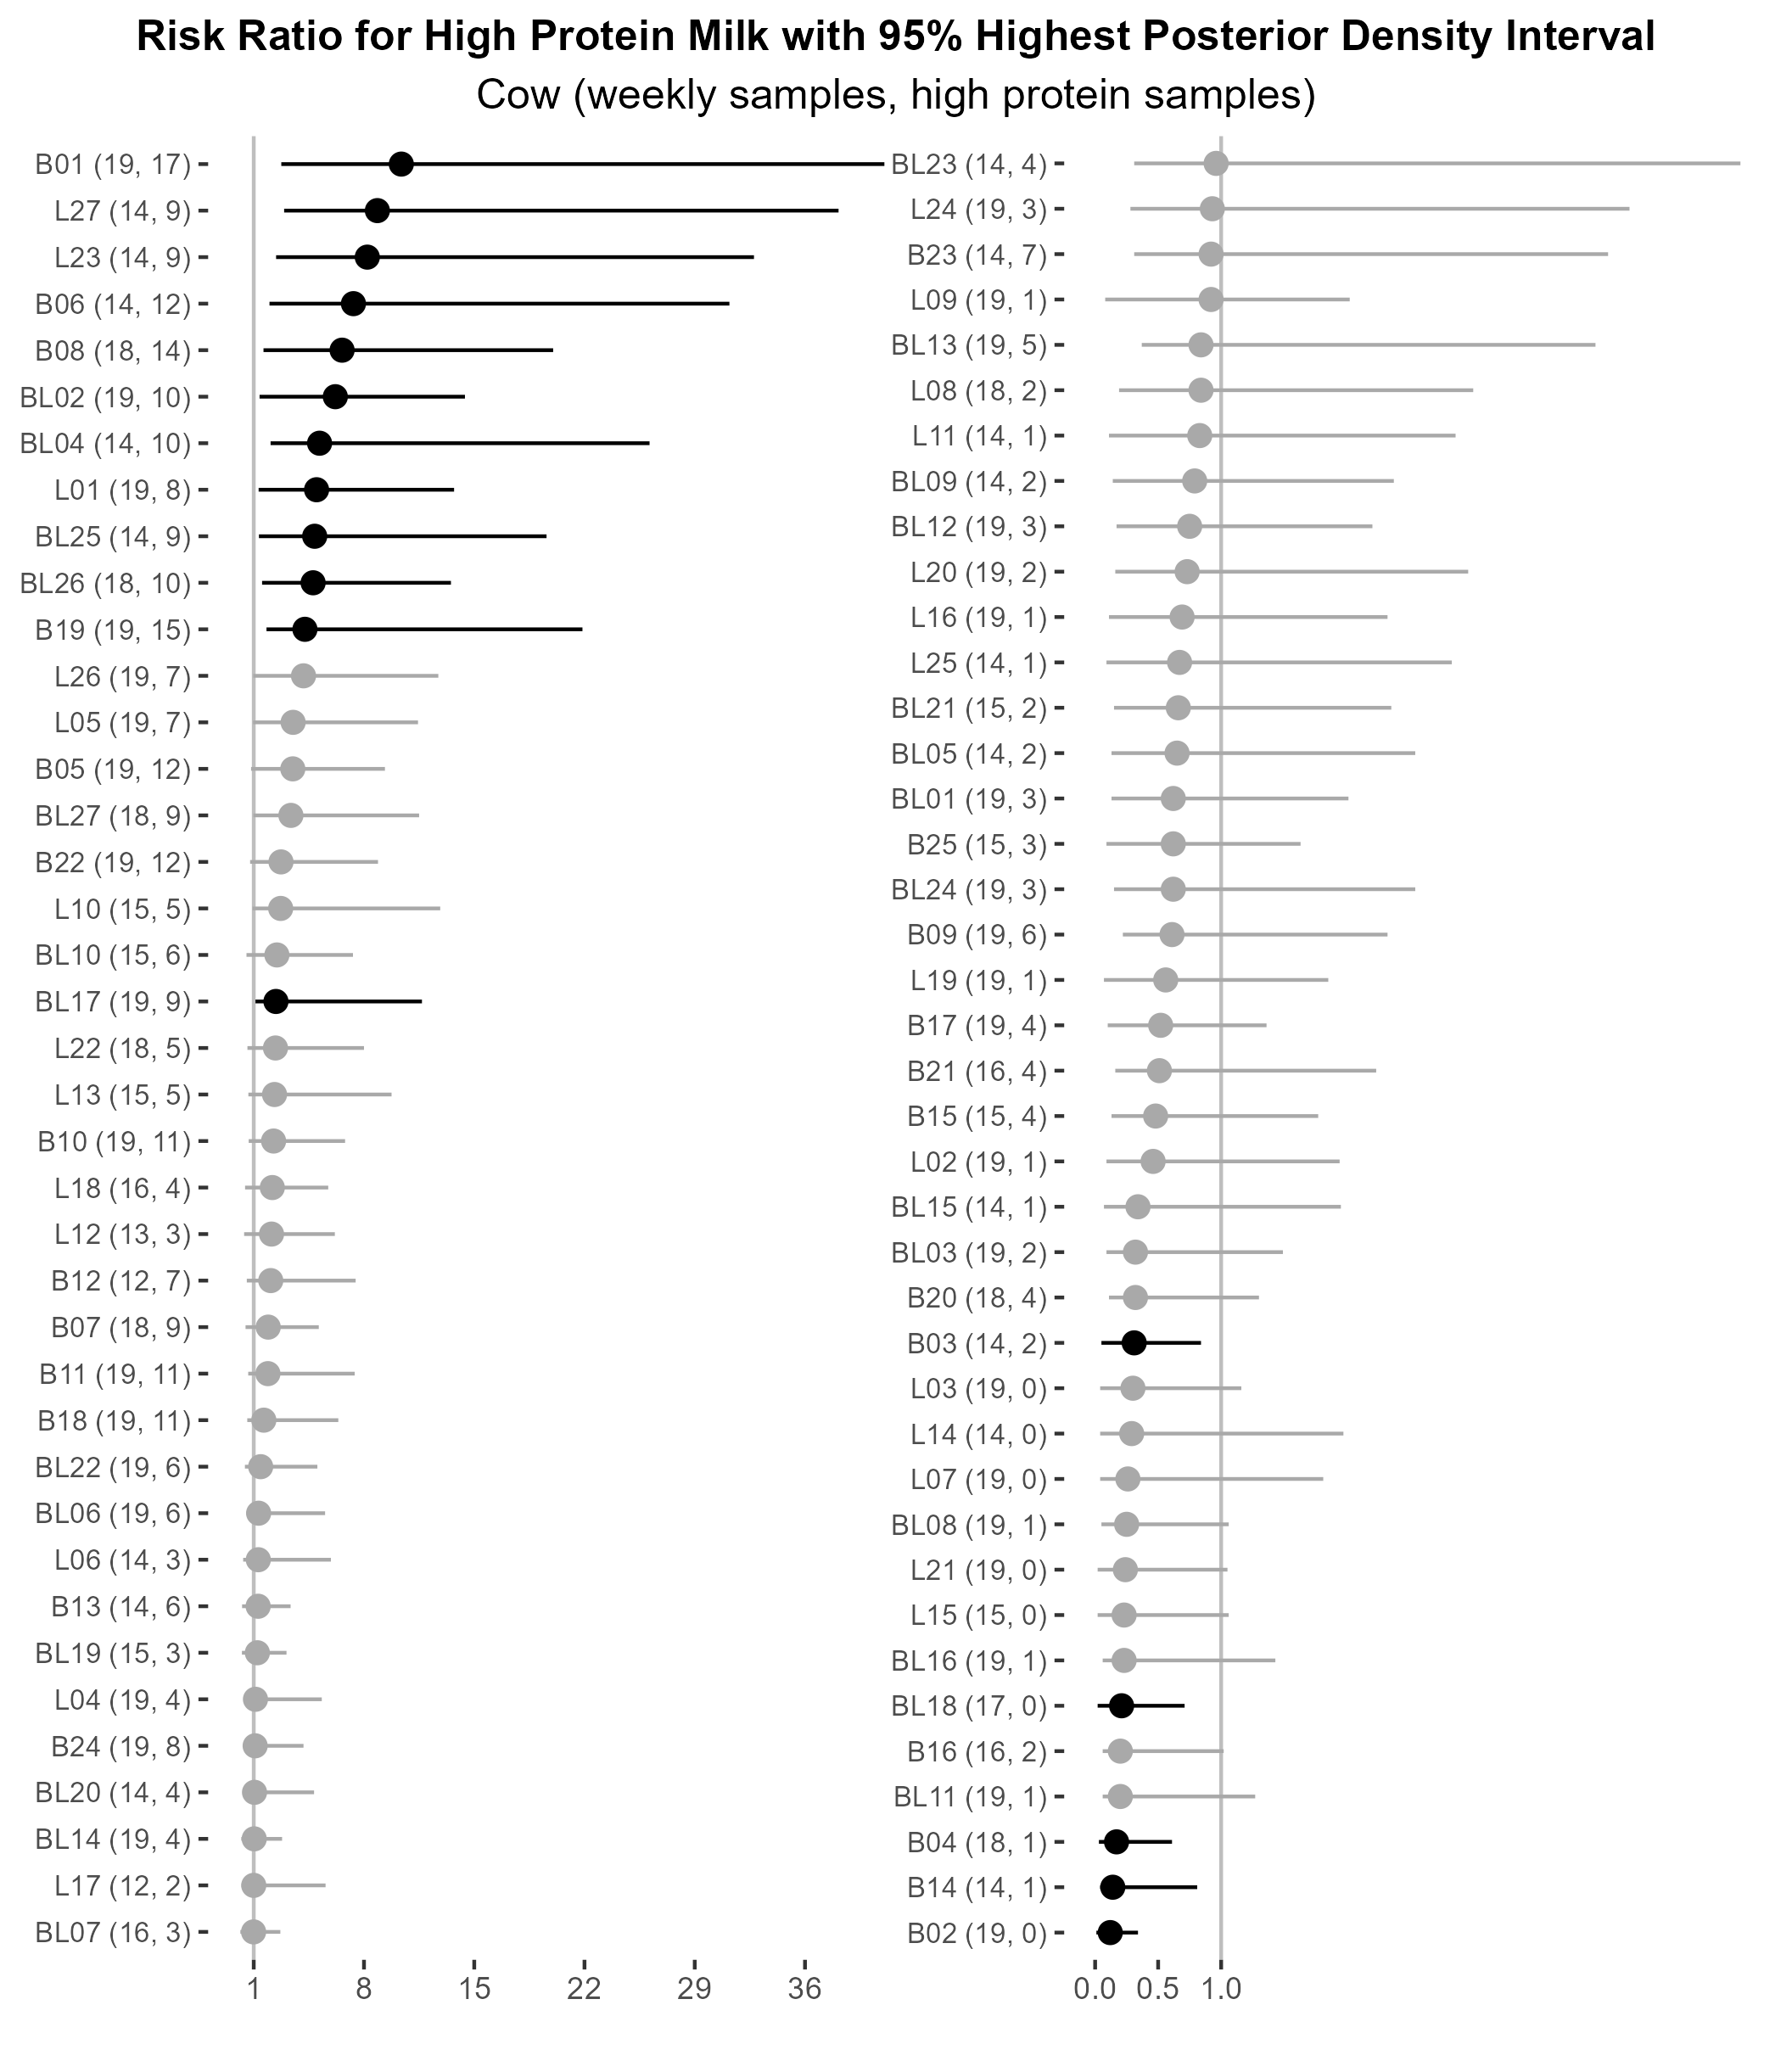 Risk Ratio for High Protein Milk with 95% Highest Posterior Density Interval
Cow (weekly samples, high protein samples)
B01 (19, 17)
L27 (14, 9)
L23 (14, 9)
B06 (14, 12)
B08 (18, 14)
BL02 (19, 10)
BL04 (14, 10)
L01 (19, 8)
BL25 (14, 9)
BL26 (18, 10)
B19 (19, 15)
L26 (19, 7)
L05 (19, 7)
B05 (19, 12)
BL27 (18, 9)
B22 (19, 12)
L10 (15, 5)
BL10 (15, 6)
BL17 (19, 9)
L22 (18, 5)
L13 (15, 5)
B10 (19, 11)
L18 (16, 4)
L12 (13, 3)
B12 (12, 7)
B07 (18, 9)
B11 (19, 11)
B18 (19, 11)
BL22 (19, 6)
BL06 (19, 6)
L06 (14, 3)
B13 (14, 6)
BL19 (15, 3)
L04 (19, 4)
B24 (19, 8)
BL20 (14, 4)
BL14 (19, 4)
L17 (12, 2)
BL07 (16, 3)
1 8 15 22 29 36
BL23 (14, 4)
L24 (19, 3)
B23 (14, 7)
L09 (19, 1)
BL13 (19, 5)
L08 (18, 2)
L11 (14, 1)
BL09 (14, 2)
BL12 (19, 3)
L20 (19, 2)
L16 (19, 1)
L25 (14, 1)
BL21 (15, 2)
BL05 (14, 2)
BL01 (19, 3)
B25 (15, 3)
BL24 (19, 3)
B09 (19, 6)
L19 (19, 1)
B17 (19, 4)
B21 (16, 4)
B15 (15, 4)
L02 (19, 1)
BL15 (14, 1)
BL03 (19, 2)
B20 (18, 4)
B03 (14, 2)
L03 (19, 0)
L14 (14, 0)
L07 (19, 0)
BL08 (19, 1)
L21 (19, 0)
L15 (15, 0)
BL16 (19, 1)
BL18 (17, 0)
B16 (16, 2)
BL11 (19, 1)
B04 (18, 1)
B14 (14, 1)
B02 (19, 0)
0.0 0.5 1.0